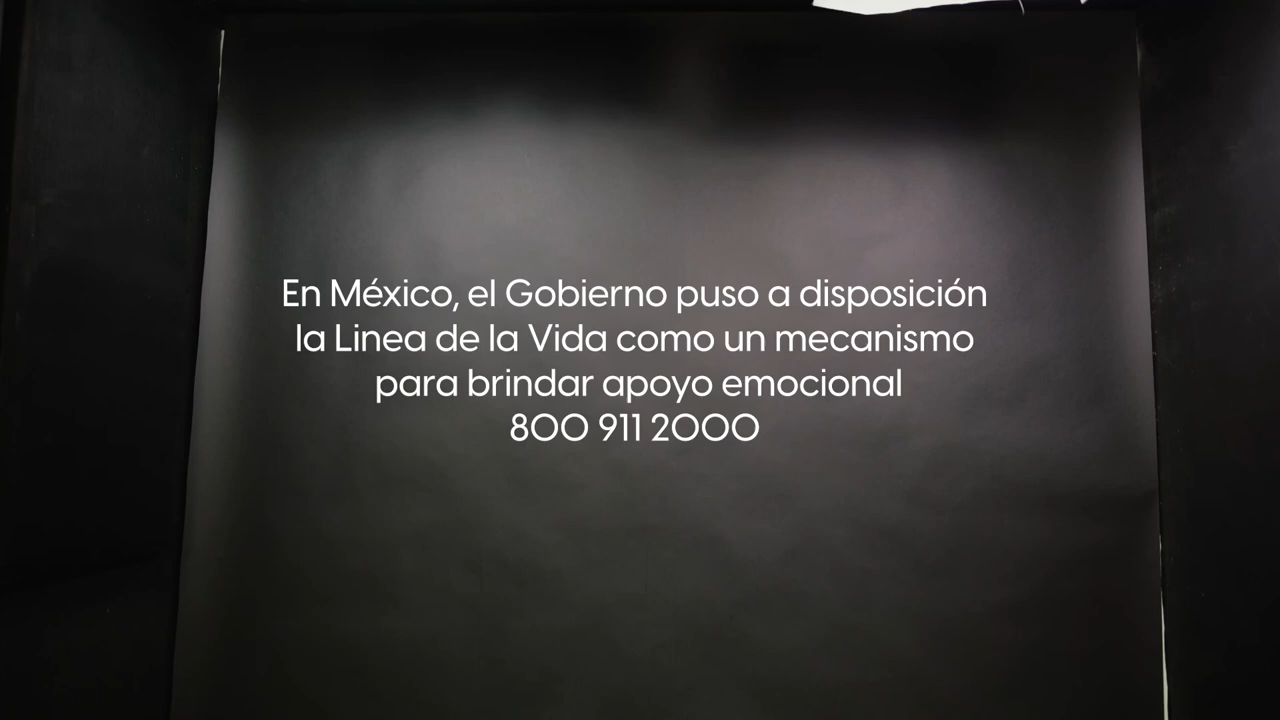 En México, el Gobierno puso a disposición
la Linea de la Vida como un mecanismo
para brindar apoyo emocional
800 911 2000